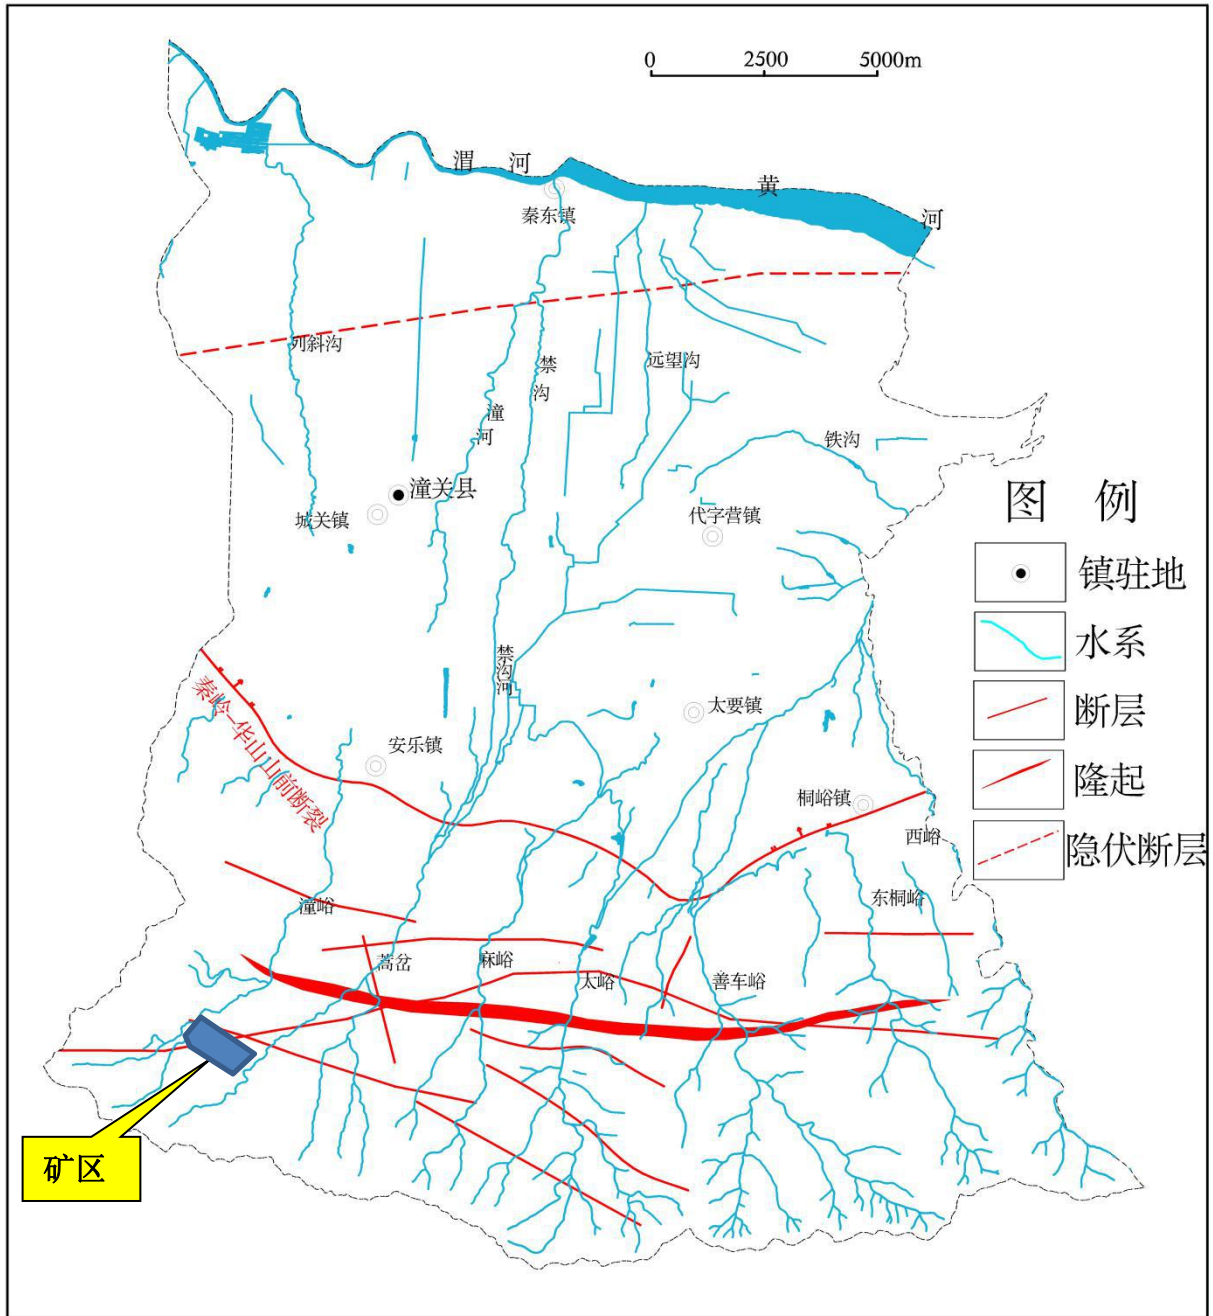 0 2500 5000m
渭河
黄河
秦东镇
列斜沟
禁沟
远望沟
潼河
铁沟
潼关县
城关镇
代字营镇
图例
镇驻地
水系
断层
隆起
隐伏断层
禁沟河
秦岭-华山山前断裂
太要镇
安乐镇
桐峪镇
西峪
东桐峪
潼峪
蒿岔
麻峪
太峪
善车峪
矿区